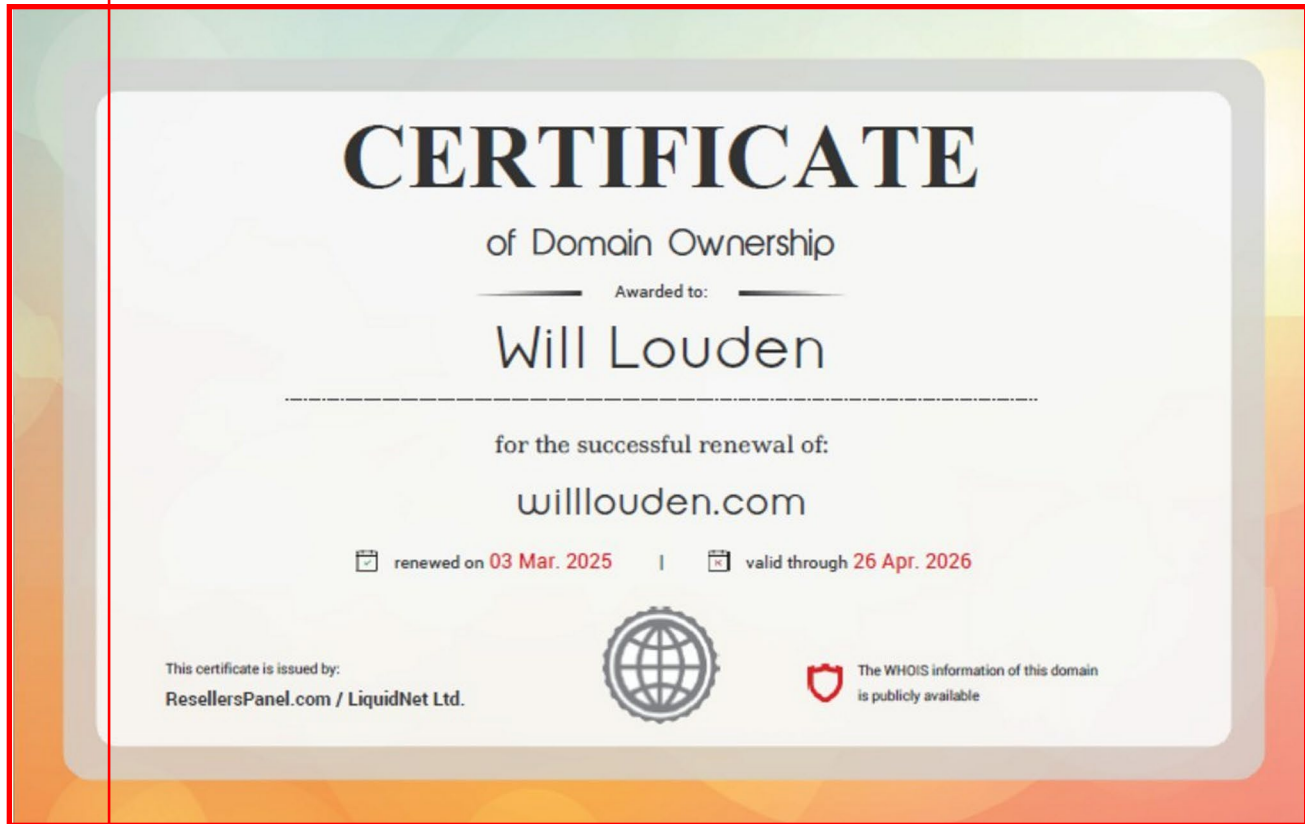 CERTIFICATE
of Domain Ownership
Awarded to:
Will Louden
for the successful renewal of:
willlouden.com
renewed on 03 Mar. 2025 | valid through 26 Apr. 2026
This certificate is issued by:
ResellersPanel.com / LiquidNet Ltd.
The WHOIS information of this domain
is publicly available